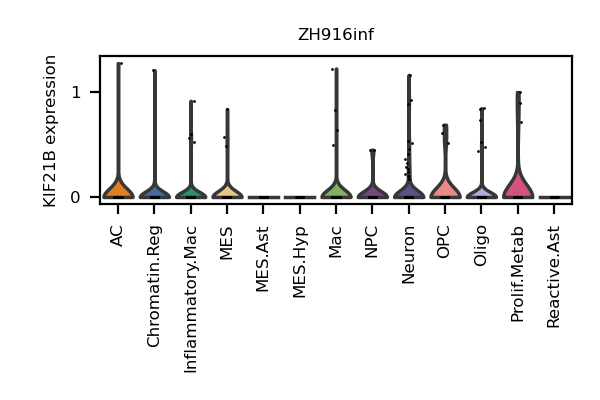 ZH916inf
KIF21B expression
1
0
AC
Chromatin.Reg
Inflammatory.Mac
MES
MES.Ast
MES.Hyp
Mac
NPC
Neuron
OPC
Oligo
Prolif.Metab
Reactive.Ast